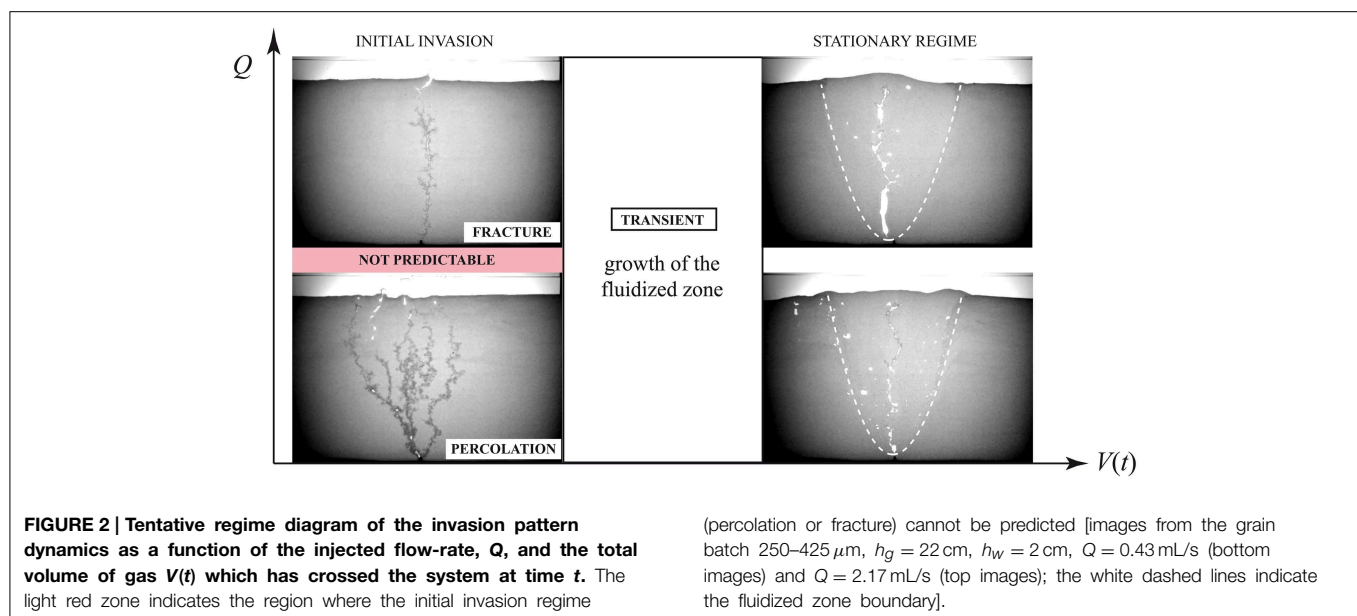 INITIAL INVASION
STATIONARY REGIME
Q
FRACTURE
NOT PREDICTABLE
PERCOLATION
TRANSIENT
growth of the
fluidized zone
V(t)
FIGURE 2 | Tentative regime diagram of the invasion pattern
dynamics as a function of the injected flow-rate, Q, and the total
volume of gas V(t) which has crossed the system at time t. The
light red zone indicates the region where the initial invasion regime
(percolation or fracture) cannot be predicted [images from the grain
batch 250–425 μm, hg = 22 cm, hw = 2 cm, Q = 0.43 mL/s (bottom
images) and Q = 2.17 mL/s (top images); the white dashed lines indicate
the fluidized zone boundary].